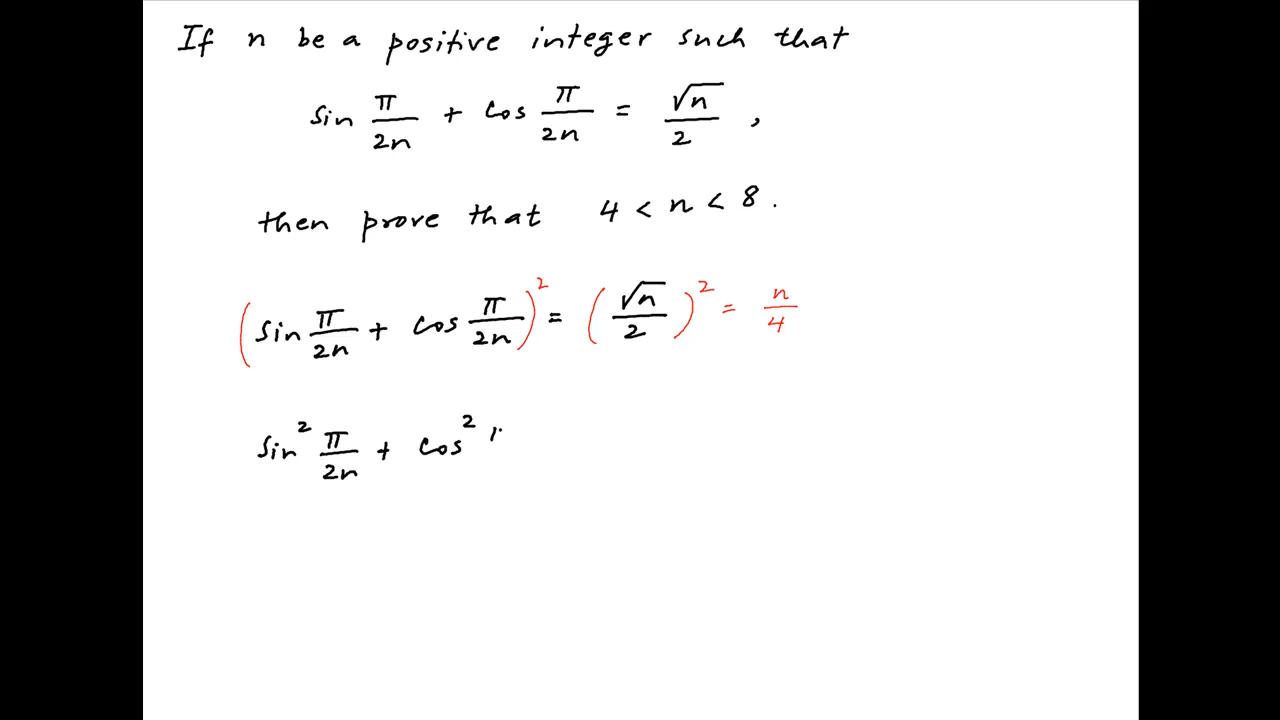 If n be a positive integer such that
sin π/2n + cos π/2n = √n/2 ,
then prove that 4 < n < 8 .
(sin π/2n + cos π/2n)² = (√n/2)² = n/4
sin² π/2n + cos²